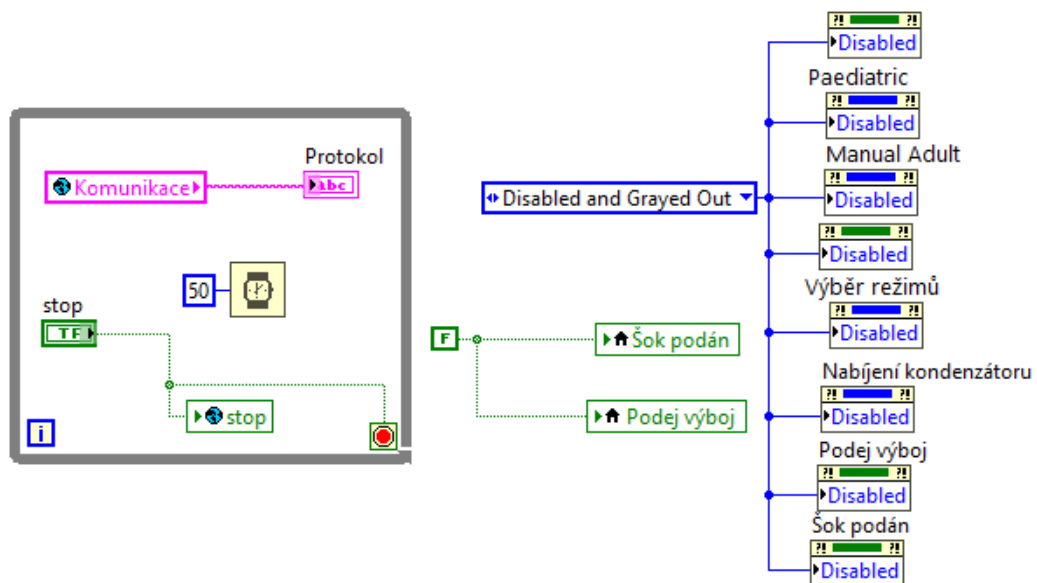 Protokol
Komunikace
abc
50
stop
TF
stop
i
F
Šok podán
Podej výboj
Disabled and Grayed Out
?! ?!
Disabled
Paediatric
?! ?!
Disabled
Manual Adult
?! ?!
Disabled
?! ?!
Disabled
Výběr režimů
?! ?!
Disabled
Nabíjení kondenzátoru
?! ?!
Disabled
Podej výboj
?! ?!
Disabled
Šok podán
?! ?!
Disabled